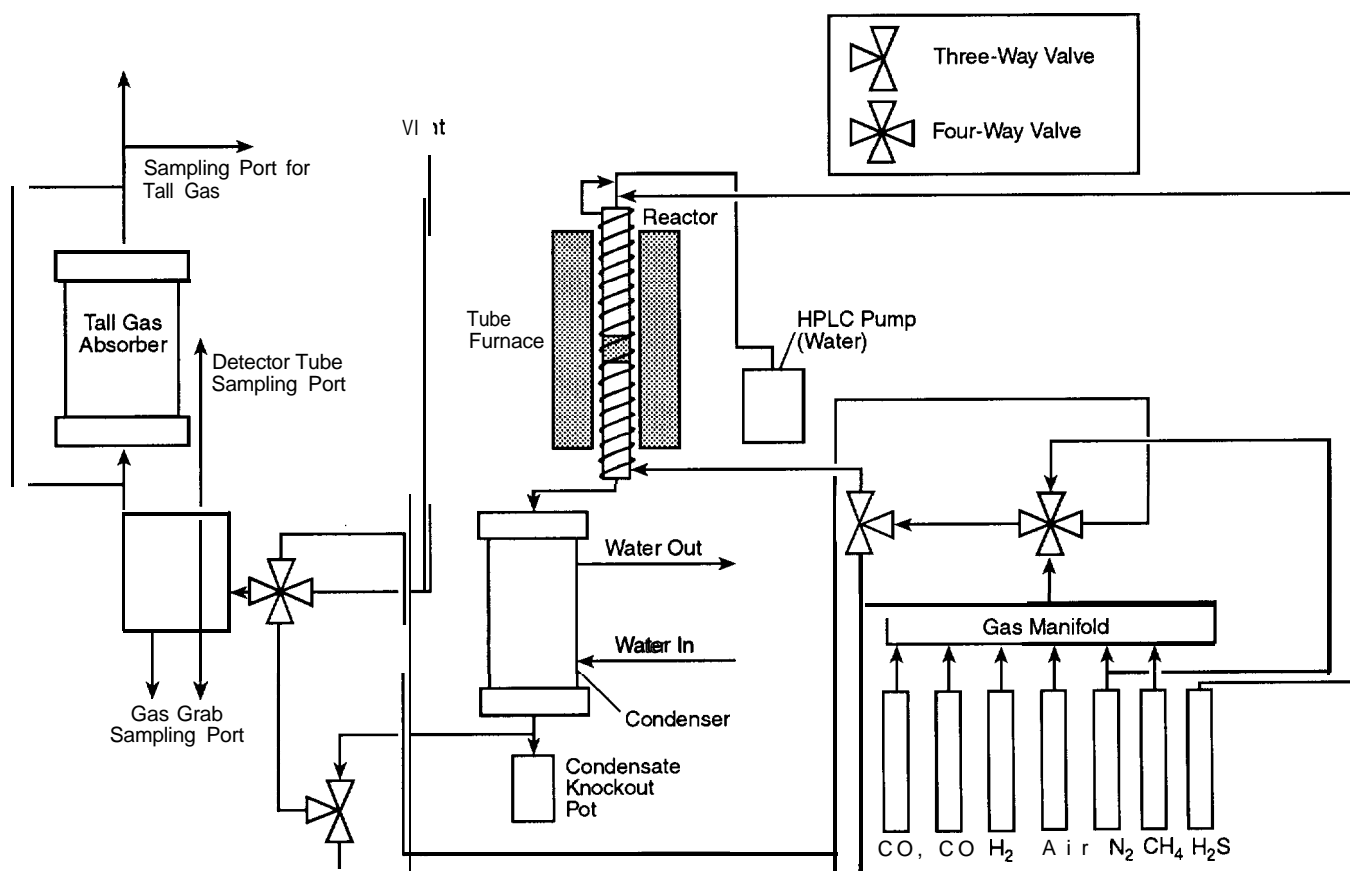 Three-Way Valve
Four-Way Valve
Sampling Port for
Tall Gas
Reactor
Tall Gas
Absorber
Detector Tube
Sampling Port
Tube
Furnace
HPLC Pump
(Water)
Water Out
Water In
Gas Manifold
Gas Grab
Sampling Port
Condenser
Condensate
Knockout
Pot
CO, CO H2 Air N2 CH4 H2S